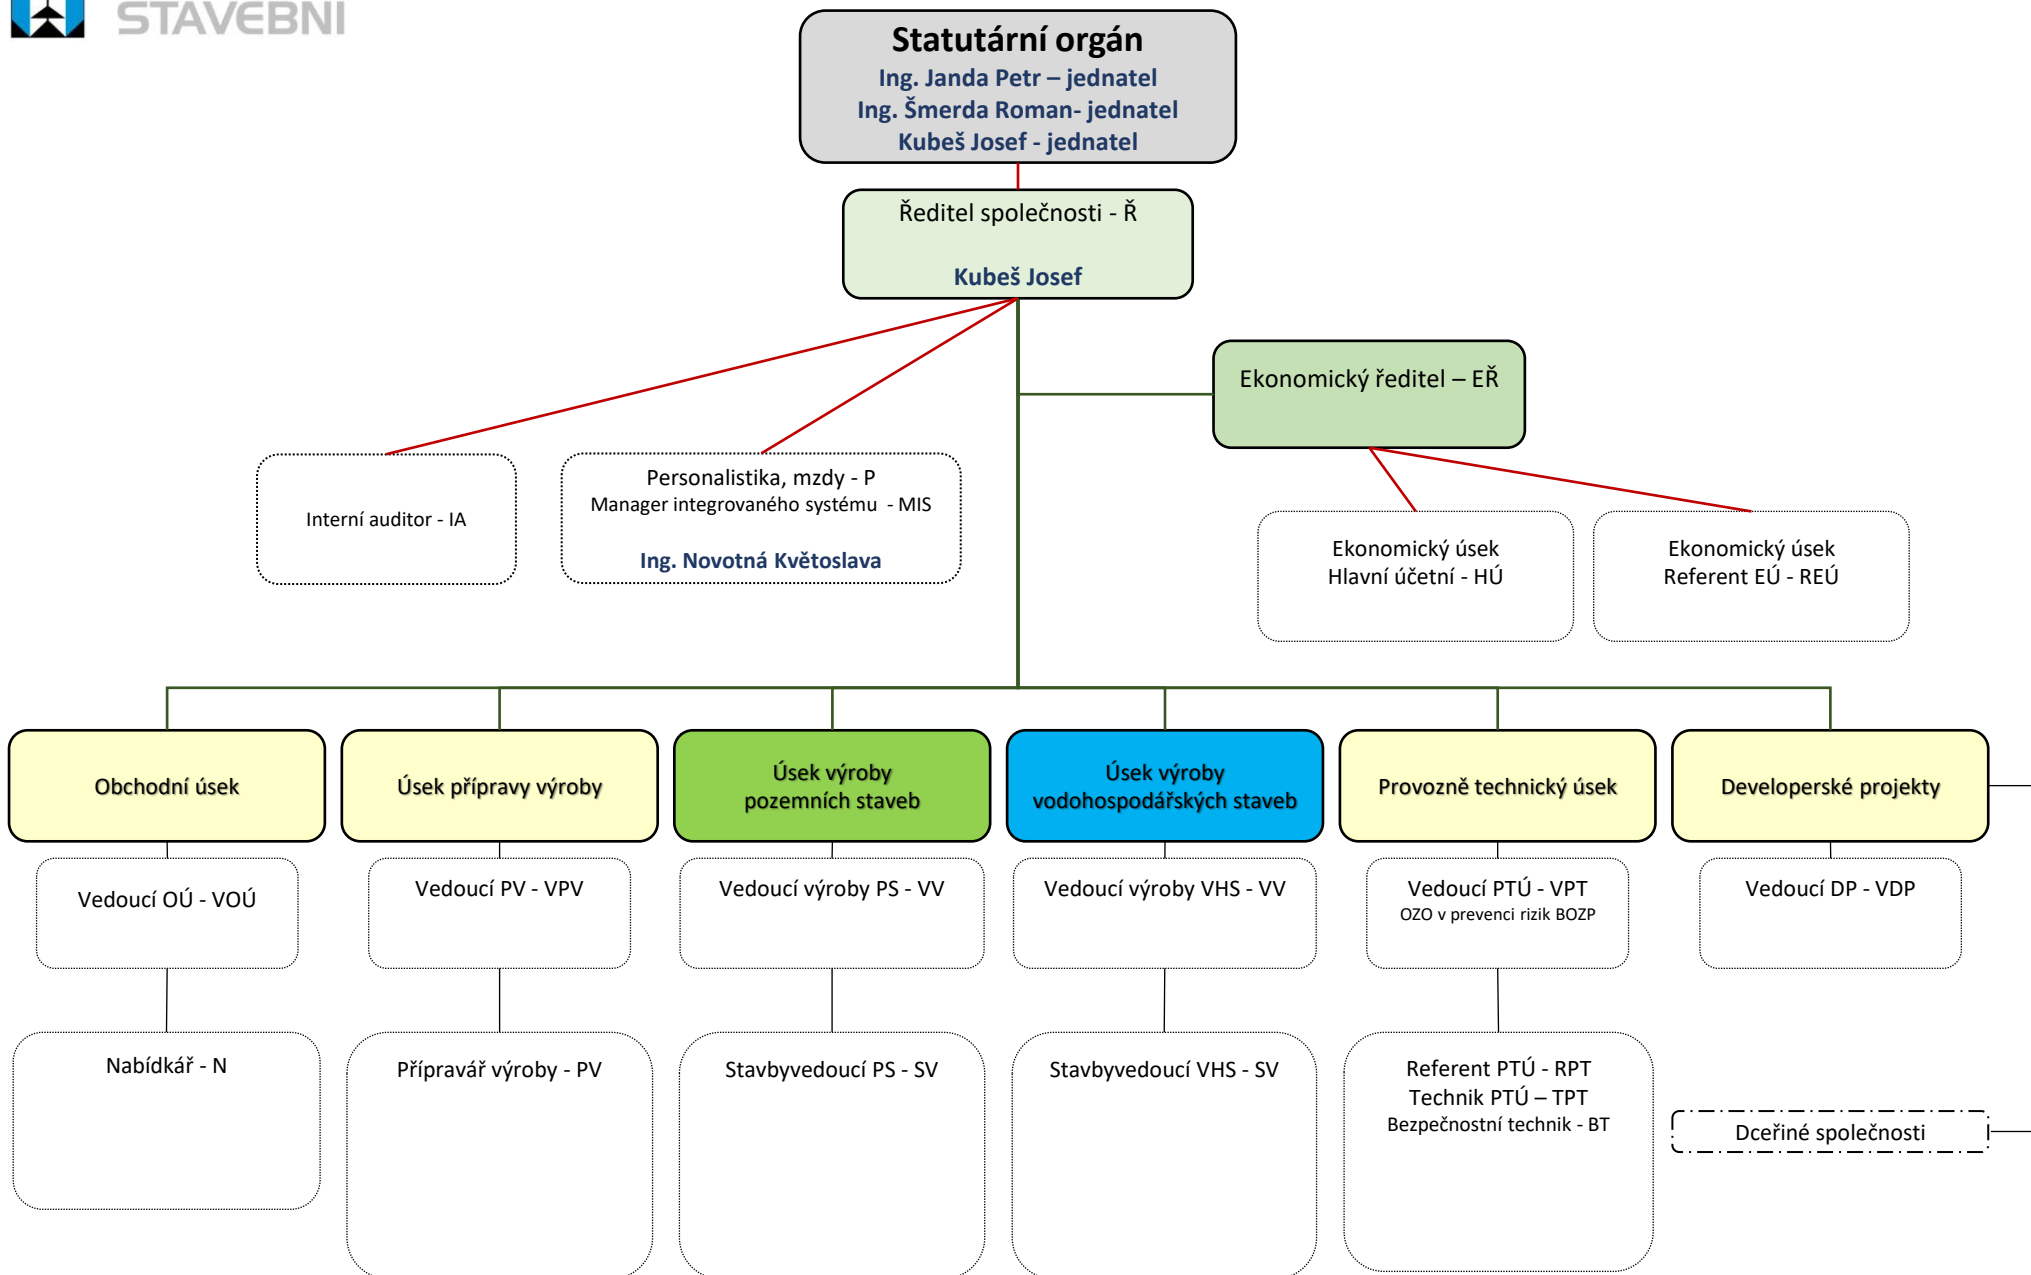 STAVEBNI
Statutární orgán
Ing. Janda Petr – jednatel
Ing. Šmerda Roman- jednatel
Kubeš Josef - jednatel
Ředitel společnosti - Ř
Kubeš Josef
Ekonomický ředitel – EŘ
Interní auditor - IA
Personalistika, mzdy - P
Manager integrovaného systému - MIS
Ing. Novotná Květoslava
Ekonomický úsek
Hlavní účetní - HÚ
Ekonomický úsek
Referent EÚ - REÚ
Obchodní úsek
Úsek přípravy výroby
Úsek výroby
pozemních staveb
Úsek výroby
vodohospodářských staveb
Provozně technický úsek
Developerské projekty
Vedoucí OÚ - VOÚ
Vedoucí PV - VPV
Vedoucí výroby PS - VV
Vedoucí výroby VHS - VV
Vedoucí PTÚ - VPT
OZO v prevenci rizik BOZP
Vedoucí DP - VDP
Nabídkář - N
Přípravář výroby - PV
Stavbyvedoucí PS - SV
Stavbyvedoucí VHS - SV
Referent PTÚ - RPT
Technik PTÚ – TPT
Bezpečnostní technik - BT
Dceřiné společnosti